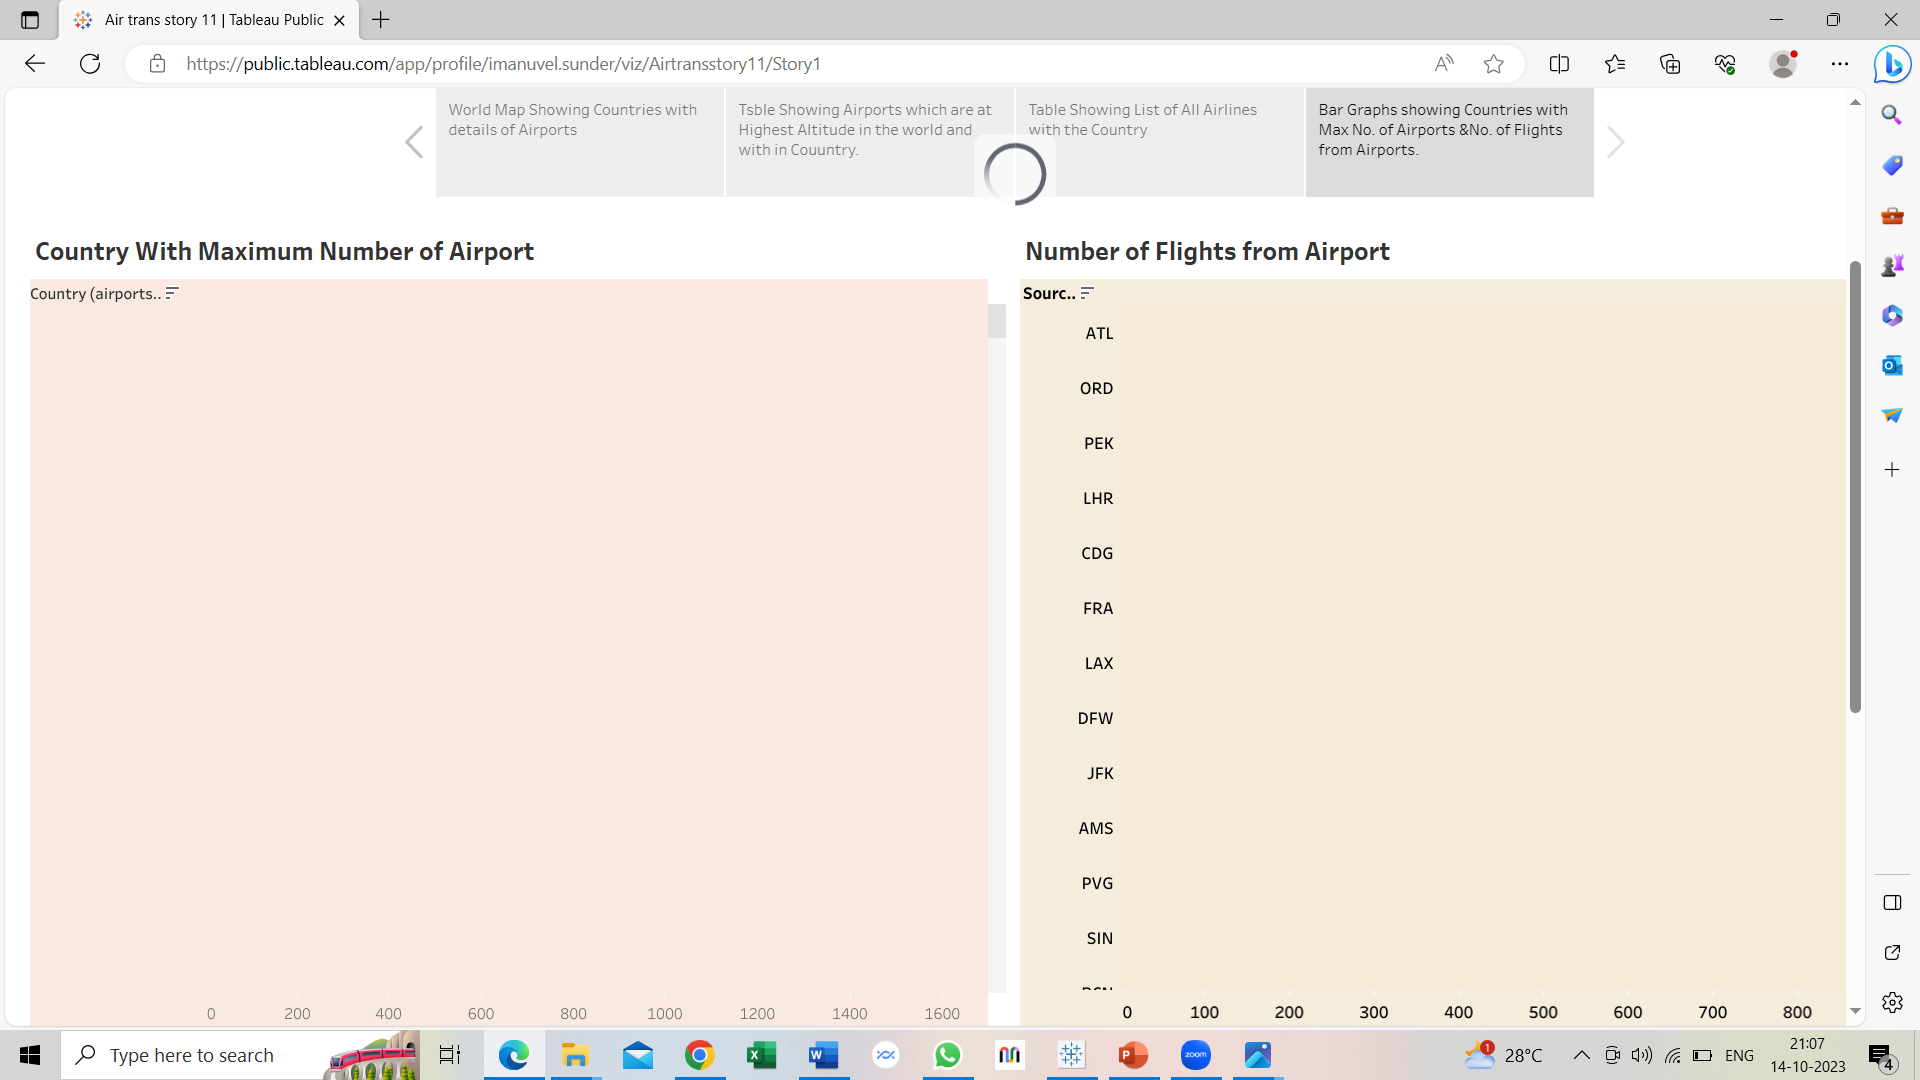 Air trans story 11 | Tableau Public
https://public.tableau.com/app/profile/imanuvel.sunder/viz/Airtransstory11/Story1
World Map Showing Countries with
details of Airports
Tsble Showing Airports which are at
Highest Altitude in the world and
with in Couuntry.
Table Showing List of All Airlines
with the Country
Bar Graphs showing Countries with
Max No. of Airports &No. of Flights
from Airports.
Country With Maximum Number of Airport
Country (airports..
0 200 400 600 800 1000 1200 1400 1600
Number of Flights from Airport
Sourc..
ATL
ORD
PEK
LHR
CDG
FRA
LAX
DFW
JFK
AMS
PVG
SIN
0 100 200 300 400 500 600 700 800
Type here to search
zoom
1
28°C
ENG
21:07
14-10-2023
4